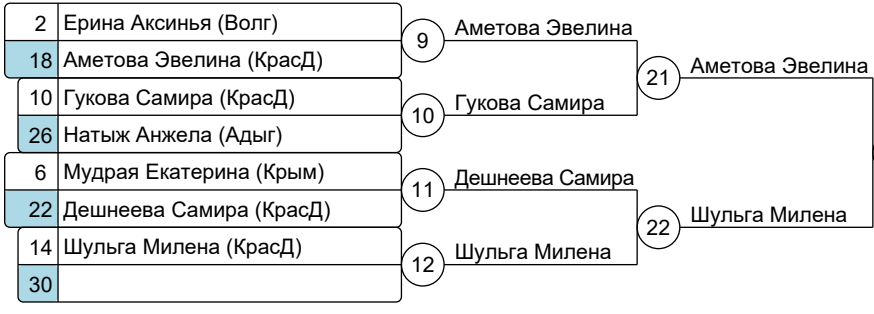 2 Ерина Аксинья (Волг)
18 Аметова Эвелина (КрасД)
9 Аметова Эвелина
10 Гукова Самира (КрасД)
26 Натыж Анжела (Адыг)
10 Гукова Самира
21 Аметова Эвелина
6 Мудрая Екатерина (Крым)
22 Дешнеева Самира (КрасД)
11 Дешнеева Самира
14 Шульга Милена (КрасД)
30
12 Шульга Милена
22 Шульга Милена